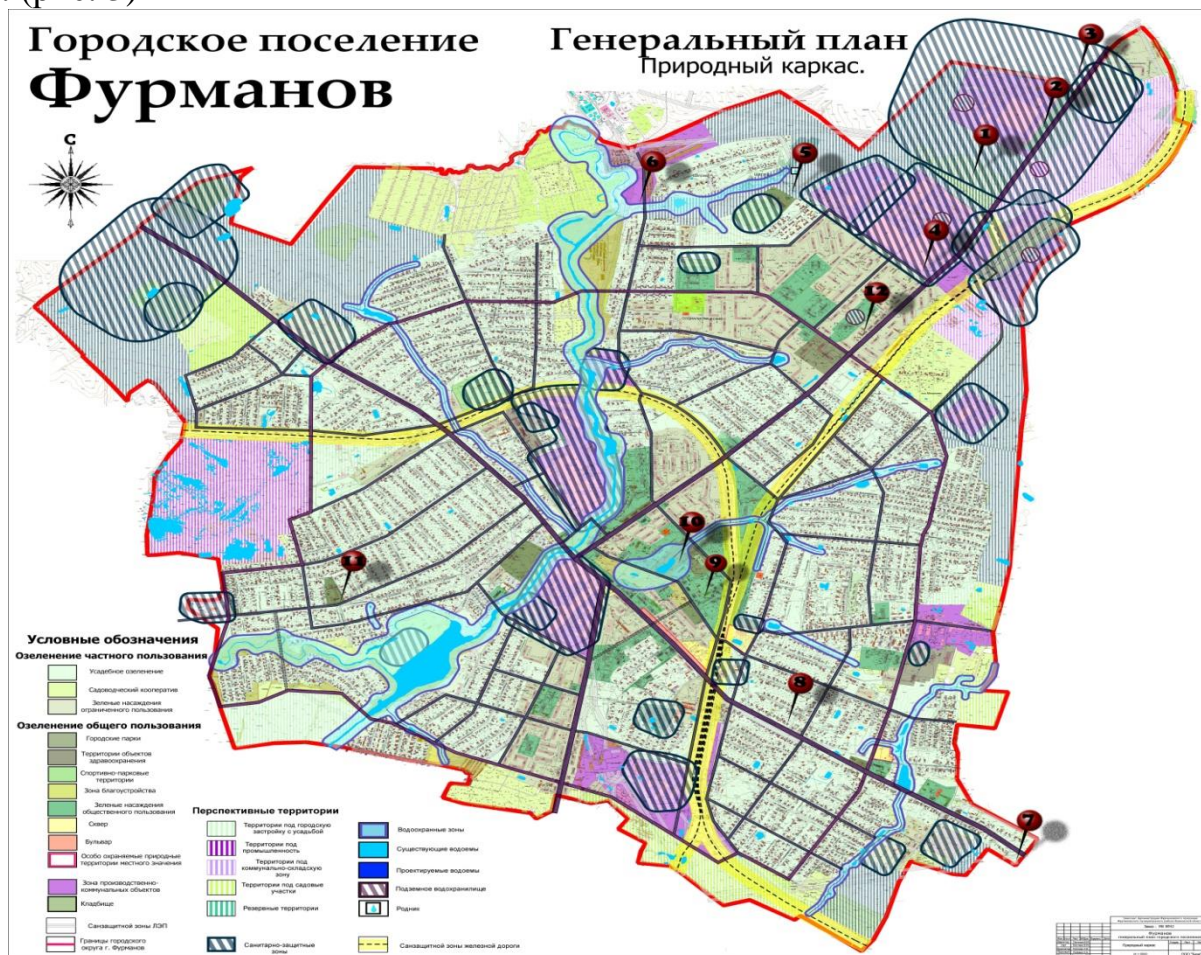 Городское поселение
Фурманов
Генеральный план
Природный каркас.
С
3
2
1
5
6
4
12
10
9
11
8
7
Условные обозначения
Озеленение частного пользования
Усадебное озеленение
Садоводческий кооператив
Зеленые насаждения
ограниченного пользования
Озеленение общего пользования
Городские парки
Территории объектов
здравоохранения
Спортивно-парковые
территории
Зона благоустройства
Зеленые насаждения
общественного пользования
Сквер
Бульвар
Особо охраняемые природные
территории местного значения
Зона производственно-
коммунальных объектов
Кладбище
Санзащитной зоны ЛЭП
Границы городского
округа г. Фурманов
Перспективные территории
Территории под городскую
застройку с усадьбой
Территории под
промышленность
Территории под
коммунально-складскую
зону
Территории под садовые
участки
Резервные территории
Санитарно-защитные
зоны
Водоохранные зоны
Существующие водоемы
Проектируемые водоемы
Подземное водохранилище
Родник
Санзащитной зоны железной дороги
Фурманов